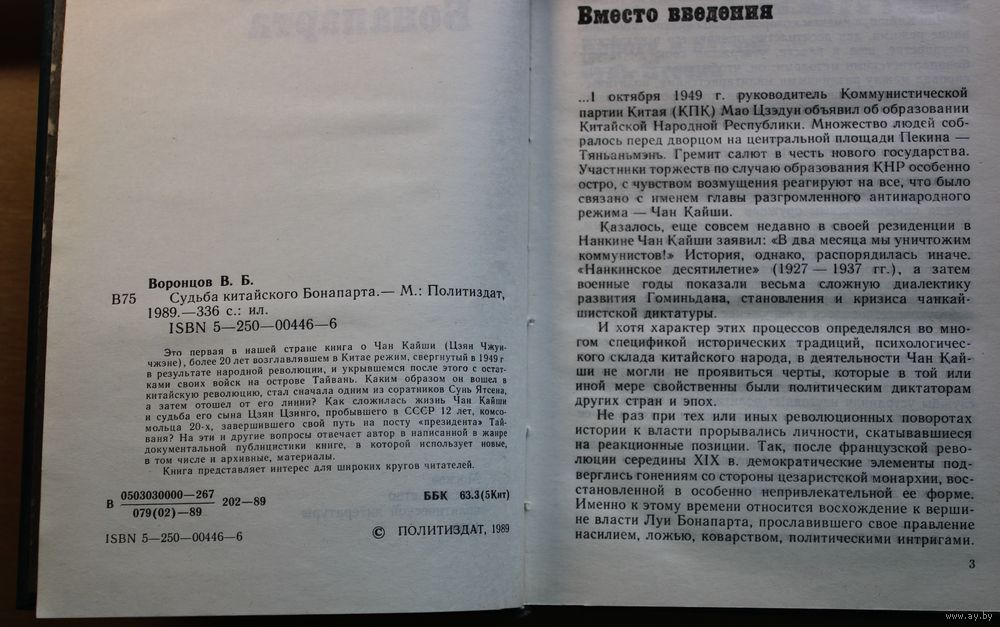 Воронцов В. Б.
В75 Судьба китайского Бонапарта.— М.: Политиздат,
1989.—336 с.: ил.
ISBN 5—250—00446—6
Это первая в нашей стране книга о Чан Кайши (Цзян Чжуи-
чжэне), более 20 лет возглавлявшем в Китае режим, свергнутый в 1949 г
в результате народной революции, и укрывшемся после этого с остат-
ками своих войск на острове Тайвань. Каким образом он вошел в
китайскую революцию, стал сначала одним из соратников Сунь Ятсена,
а затем отошел от его линии? Как сложилась жизнь Чан Кайши
и судьба его сына Цзян Цзинго, пробывшего в СССР 12 лет, комсо-
мольца 20-х, завершившего свой путь на посту «президента» Тай-
ваня? На эти и другие вопросы отвечает автор в написанной в жанре
документальной публицистики книге, в которой использует новые,
в том числе и архивные, материалы.
Книга представляет интерес для широких кругов читателей.
В 0503030000—267 202—89
079(02)—89
ББК 63.3(5Кит)
ISBN 5—250—00446—6
© ПОЛИТИЗДАТ, 1989
Вместо введения
...1 октября 1949 г. руководитель Коммунистической
партии Китая (КПК) Мао Цзэдун объявил об образовании
Китайской Народной Республики. Множество людей соб-
ралось перед дворцом на центральной площади Пекина —
Тяньаньмэнь. Гремит салют в честь нового государства.
Участники торжеств по случаю образования КНР особенно
остро, с чувством возмущения реагируют на все, что было
связано с именем главы разгромленного антинародного
режима — Чан Кайши.
Казалось, еще совсем недавно в своей резиденции в
Нанкине Чан Кайши заявил: «В два месяца мы уничтожим
коммунистов!» История, однако, распорядилась иначе.
«Нанкинское десятилетие» (1927 — 1937 гг.), а затем
военные годы показали весьма сложную диалектику
развития Гоминьдана, становления и кризиса чанкай-
шистской диктатуры.
И хотя характер этих процессов определялся во мно-
гом спецификой исторических традиций, психологичес-
кого склада китайского народа, в деятельности Чан Кай-
ши не могли не проявиться черты, которые в той или
иной мере свойственны были политическим диктаторам
других стран и эпох.
Не раз при тех или иных революционных поворотах
истории к власти прорывались личности, скатывавшиеся
на реакционные позиции. Так, после французской рево-
люции середины XIX в. демократические элементы под-
верглись гонениям со стороны цезаристской монархии, вос-
становленной в особенно непривлекательной ее форме.
Именно к этому времени относится восхождение к верши-
не власти Луи Бонапарта, прославившего свое правление
насилием, ложью, коварством, политическими интригами.
3
www.ay.by